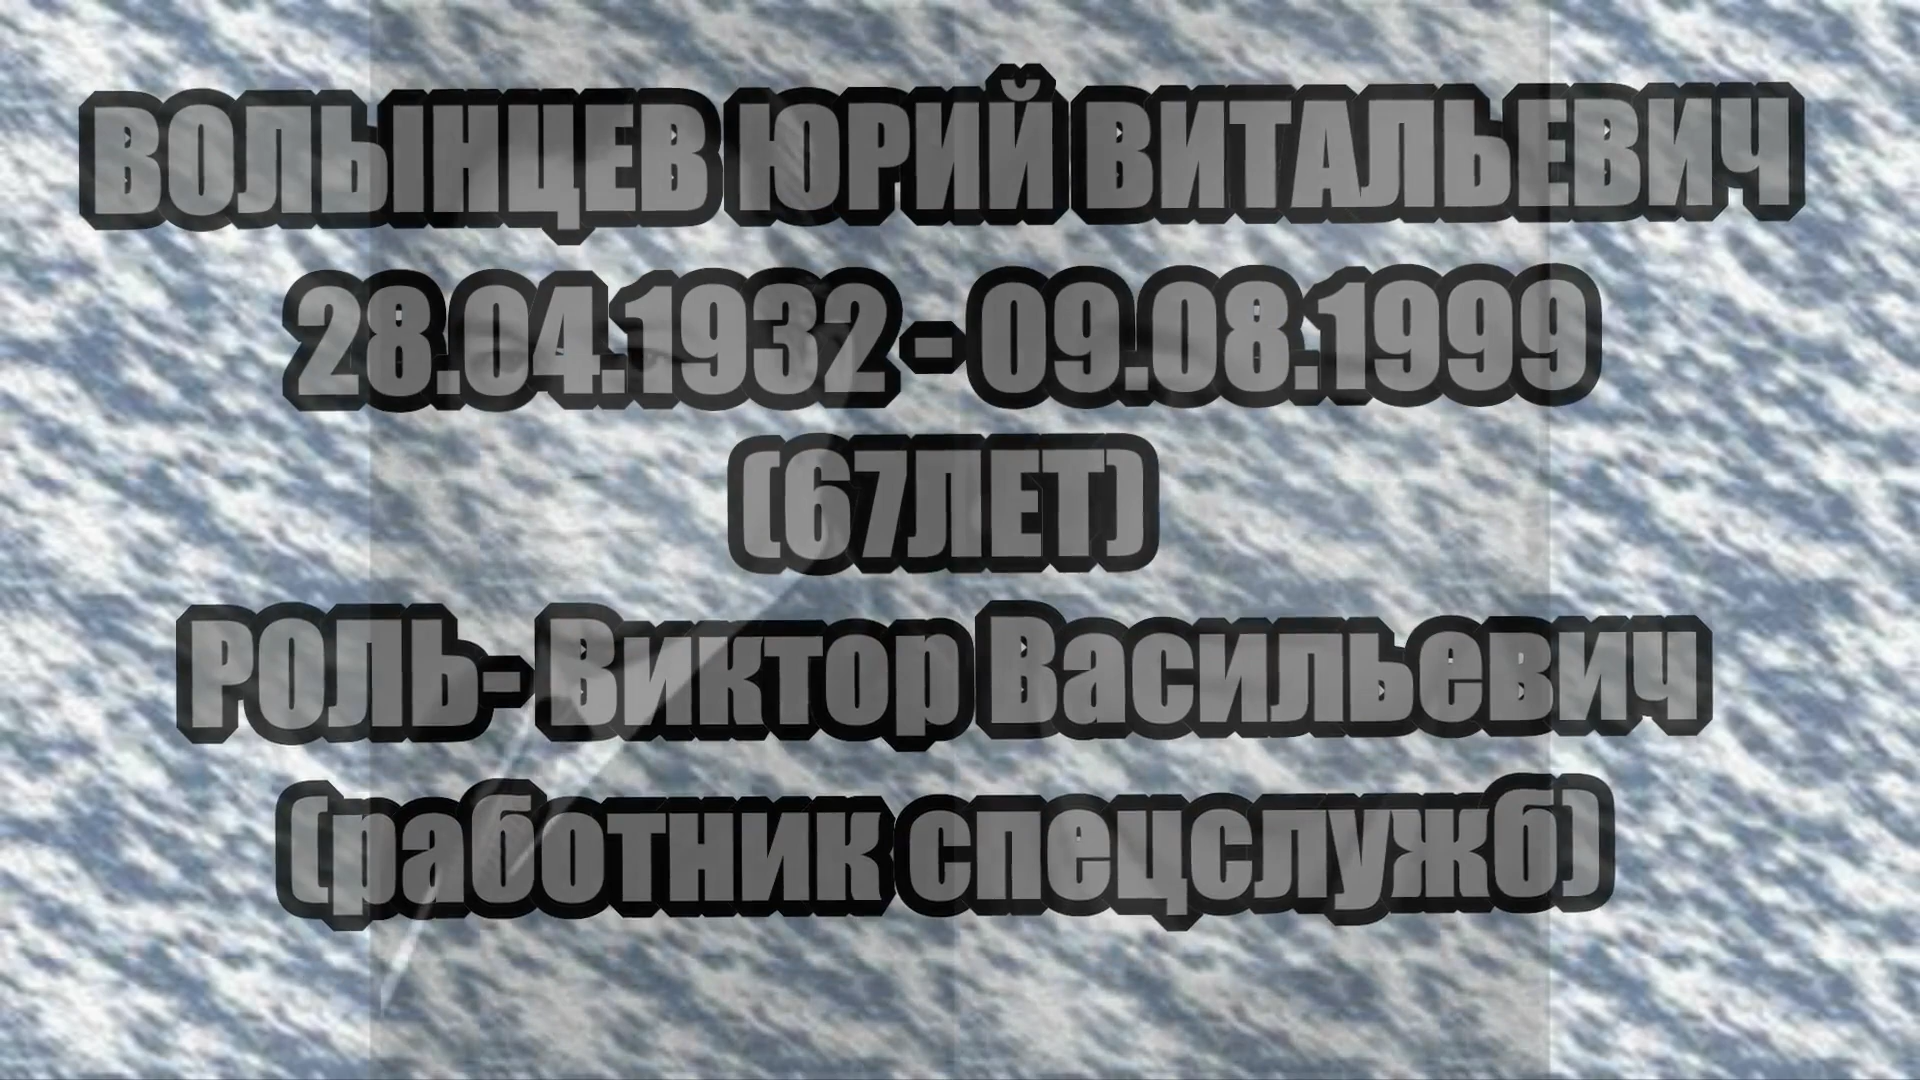 ВОЛЫНЦЕВ ЮРИЙ ВИТАЛЬЕВИЧ
28.04.1932 - 09.08.1999
(67ЛЕТ)
РОЛЬ- Виктор Васильевич
(работник спецслужб)